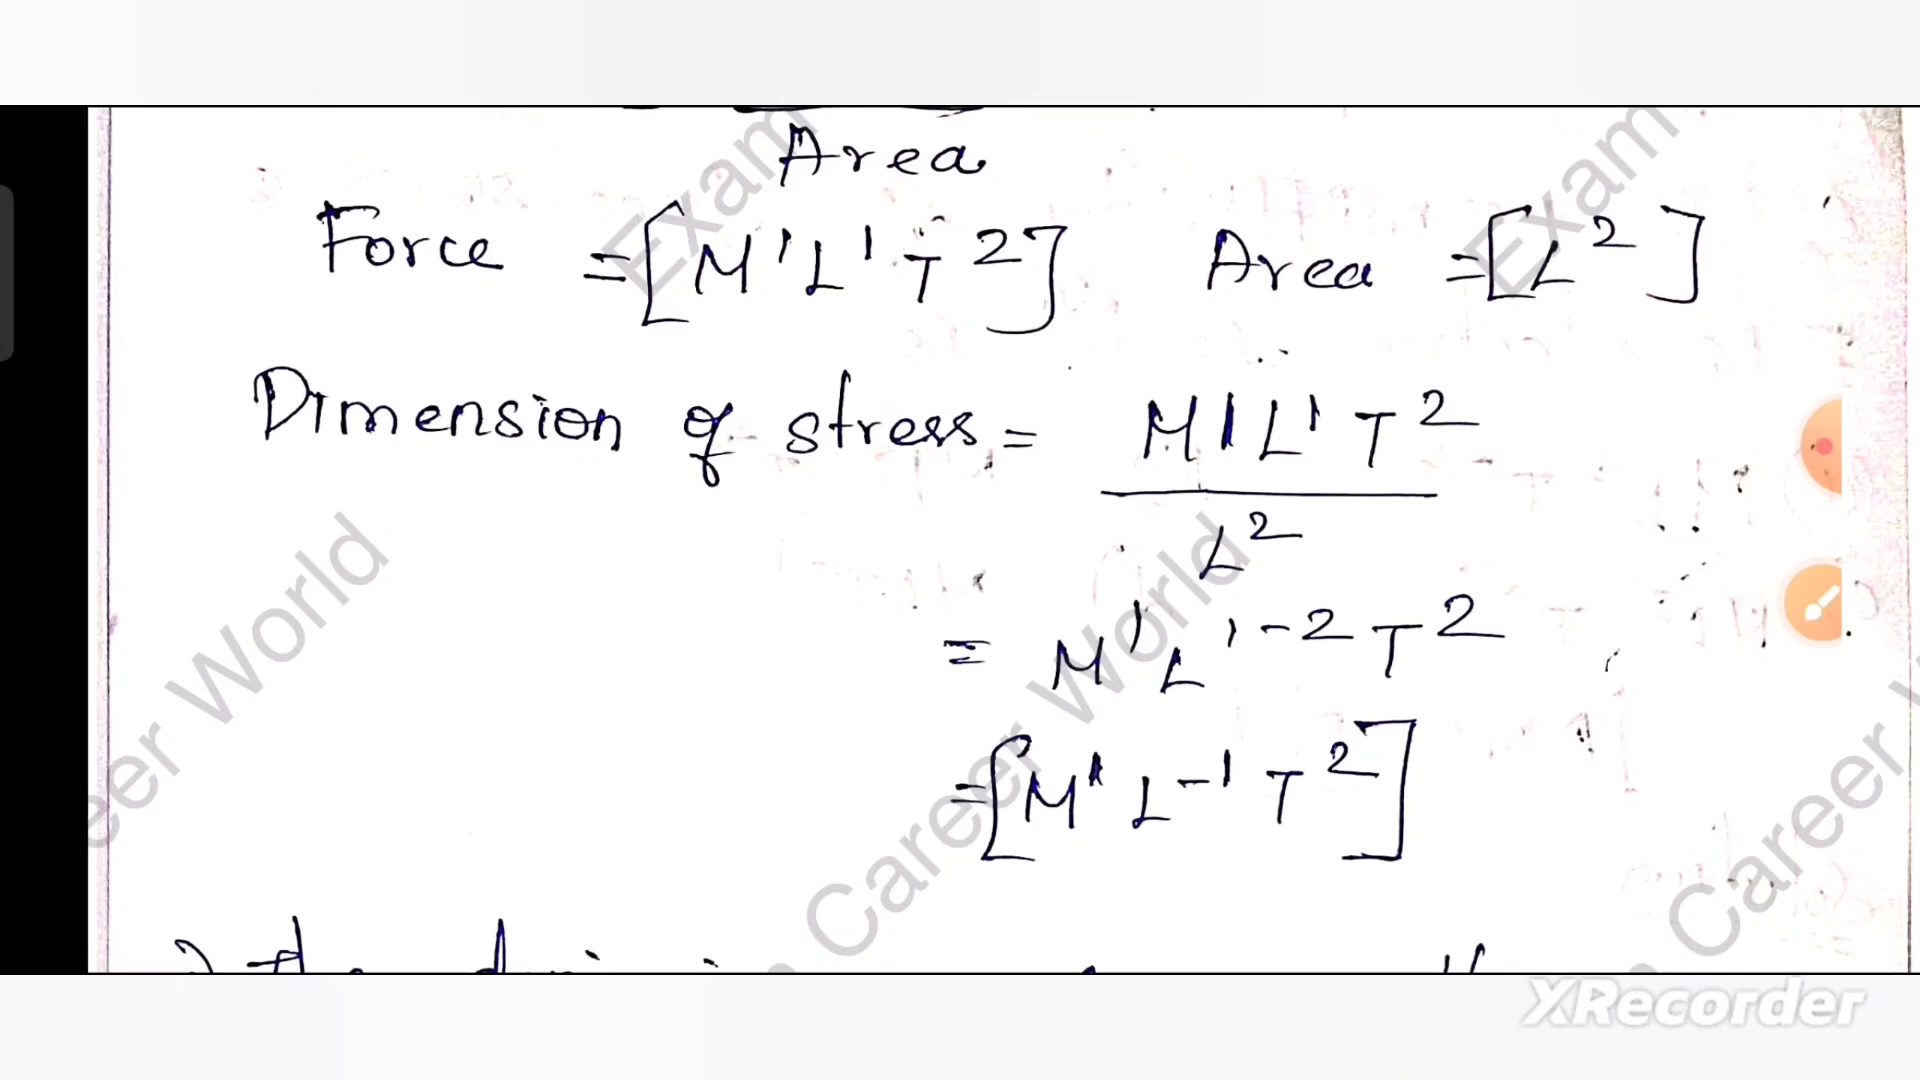 Area
Force = [M¹L¹T²] Area = [L²]
Dimension of stress = M¹L¹T²
L²
= M¹L¹⁻²T²
= [M¹L⁻¹T²]
Exam
Exam
Career World
Career World
Career
XRecorder